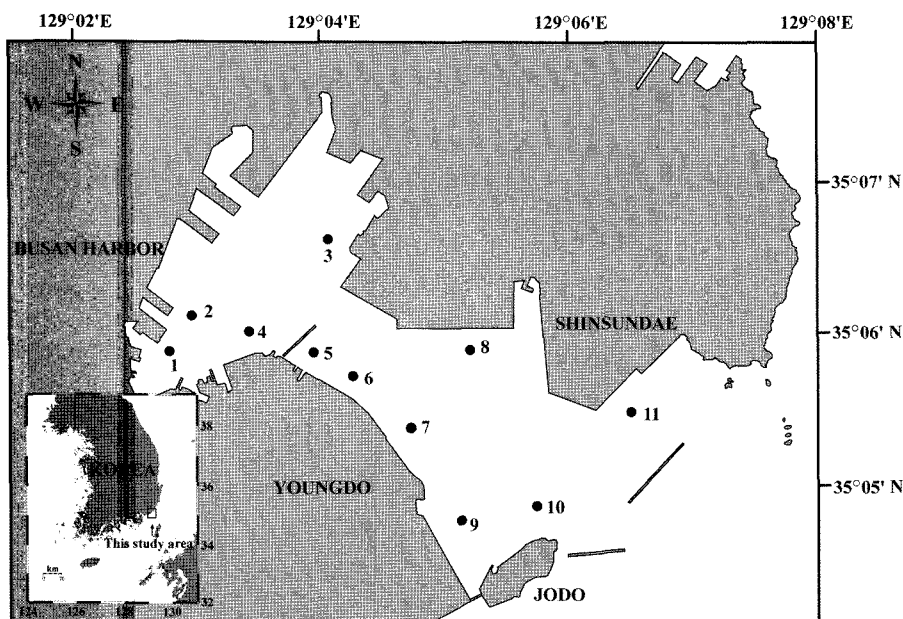 129°02'E 129°04'E 129°06'E 129°08'E
N
W E
S
35°07' N
BUSAN HARBOR
3
2
4
SHINSUNDAE
35°06' N
1
5
8
6
11
7
38
KOREA
36
YOUNGDO
35°05' N
10
9
This study area
34
km
JODO
32
124 126 128 130